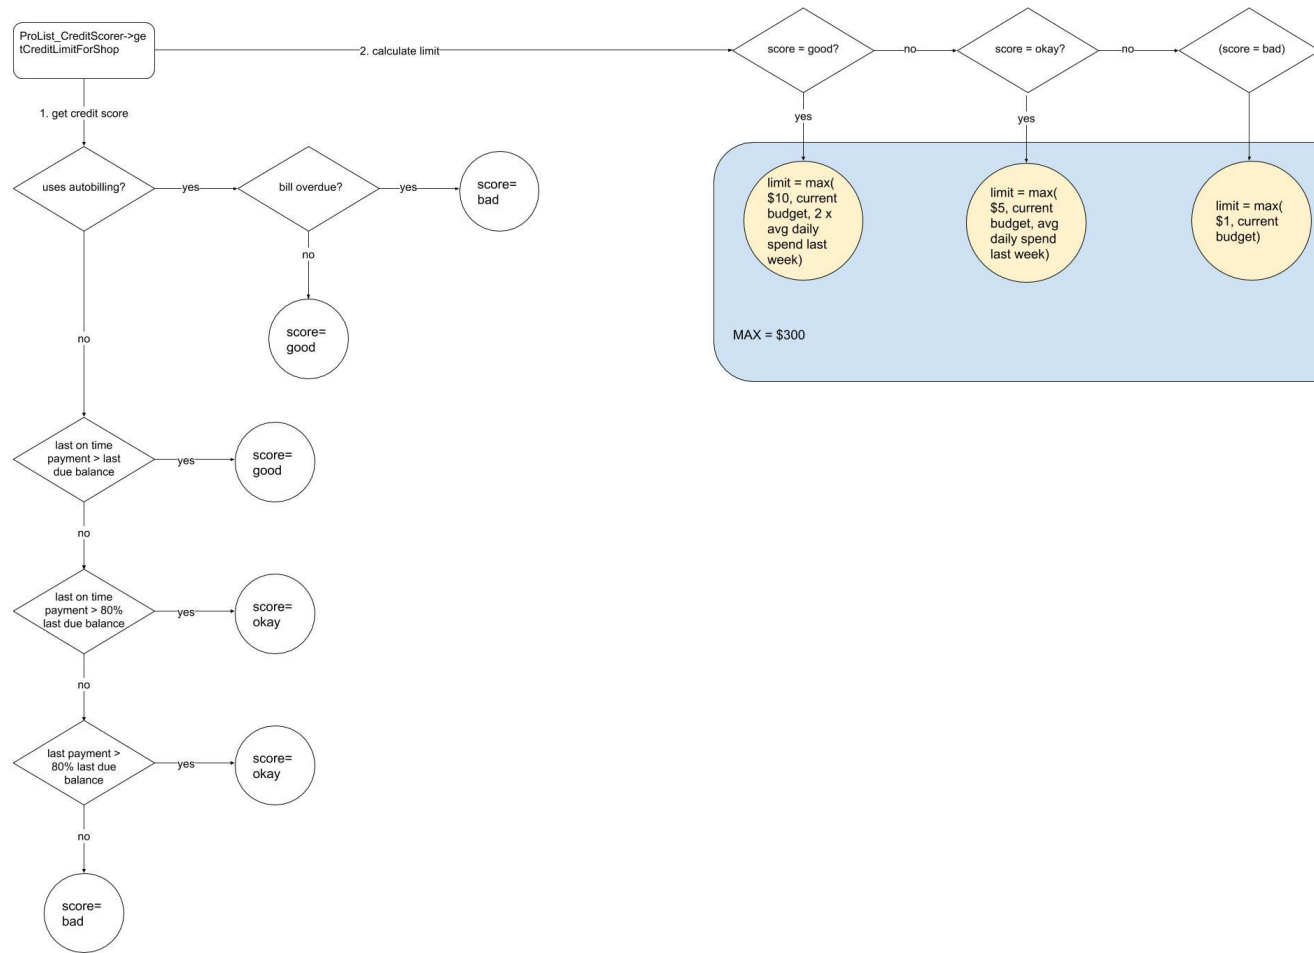 ProList_CreditScorer->ge
tCreditLimitForShop
2. calculate limit
score = good?
no
score = okay?
no
(score = bad)
1. get credit score
yes
yes
uses autobilling?
yes
bill overdue?
yes
score=
bad
limit = max(
$10, current
budget, 2 x
avg daily
spend last
week)
limit = max(
$5, current
budget, avg
daily spend
last week)
limit = max(
$1, current
budget)
no
score=
good
MAX = $300
no
last on time
payment > last
due balance
yes
score=
good
no
last on time
payment > 80%
last due balance
yes
score=
okay
no
last payment >
80% last due
balance
yes
score=
okay
no
score=
bad